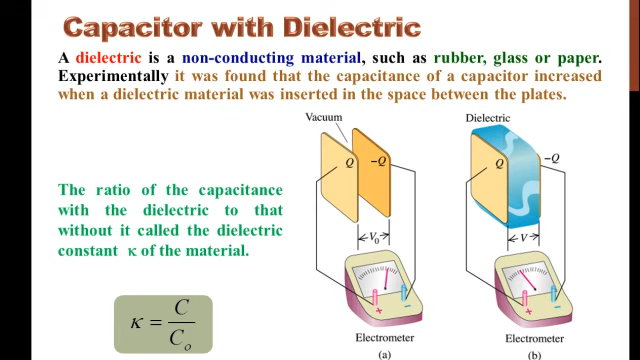 Capacitor with Dielectric
A dielectric is a non-conducting material, such as rubber, glass or paper.
Experimentally it was found that the capacitance of a capacitor increased
when a dielectric material was inserted in the space between the plates.
Vacuum
Dielectric
Q
−Q
Q
−Q
The ratio of the capacitance
with the dielectric to that
without it called the dielectric
constant κ of the material.
V₀
V
+
−
+
−
κ = C / Cₒ
Electrometer
(a)
Electrometer
(b)